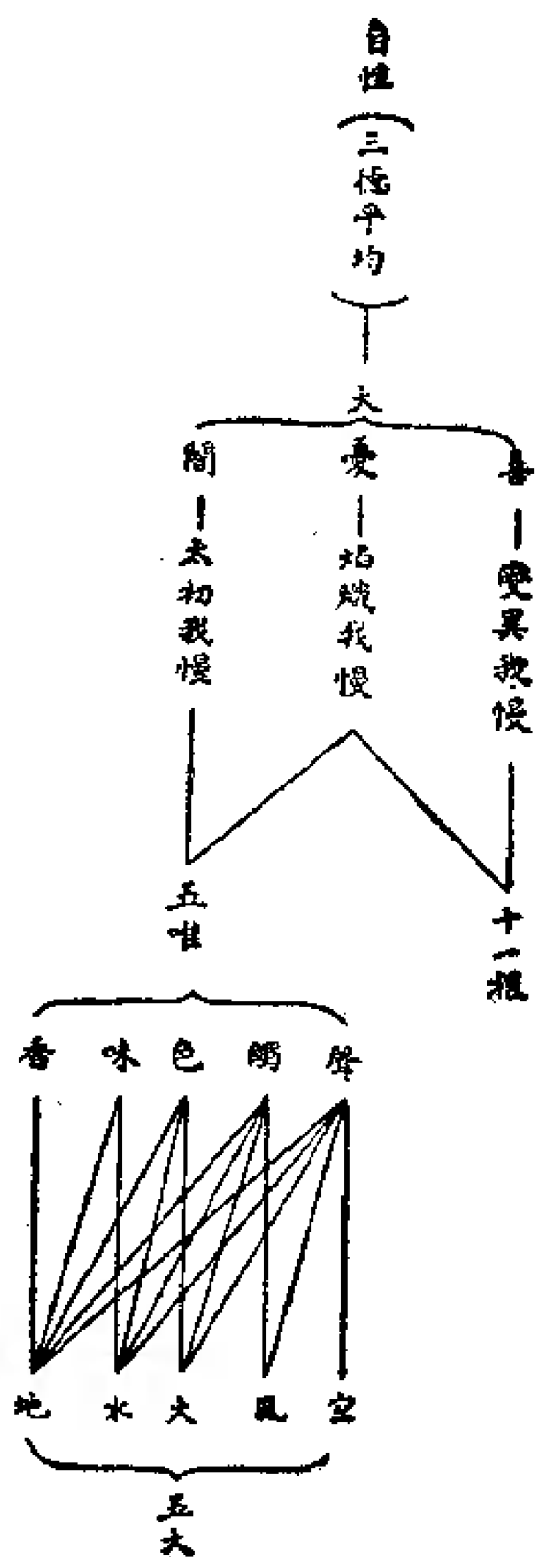 自性(三德平均)
大
喜
憂
闇
變異我慢
焰熾我慢
太初我慢
十一根
五唯
聲
觸
色
味
香
空
風
火
水
地
五大